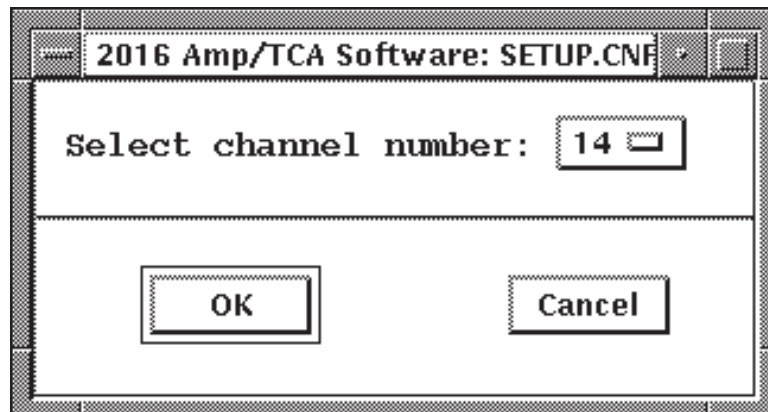 2016 Amp/TCA Software: SETUP.CNF
Select channel number: 14
OK
Cancel